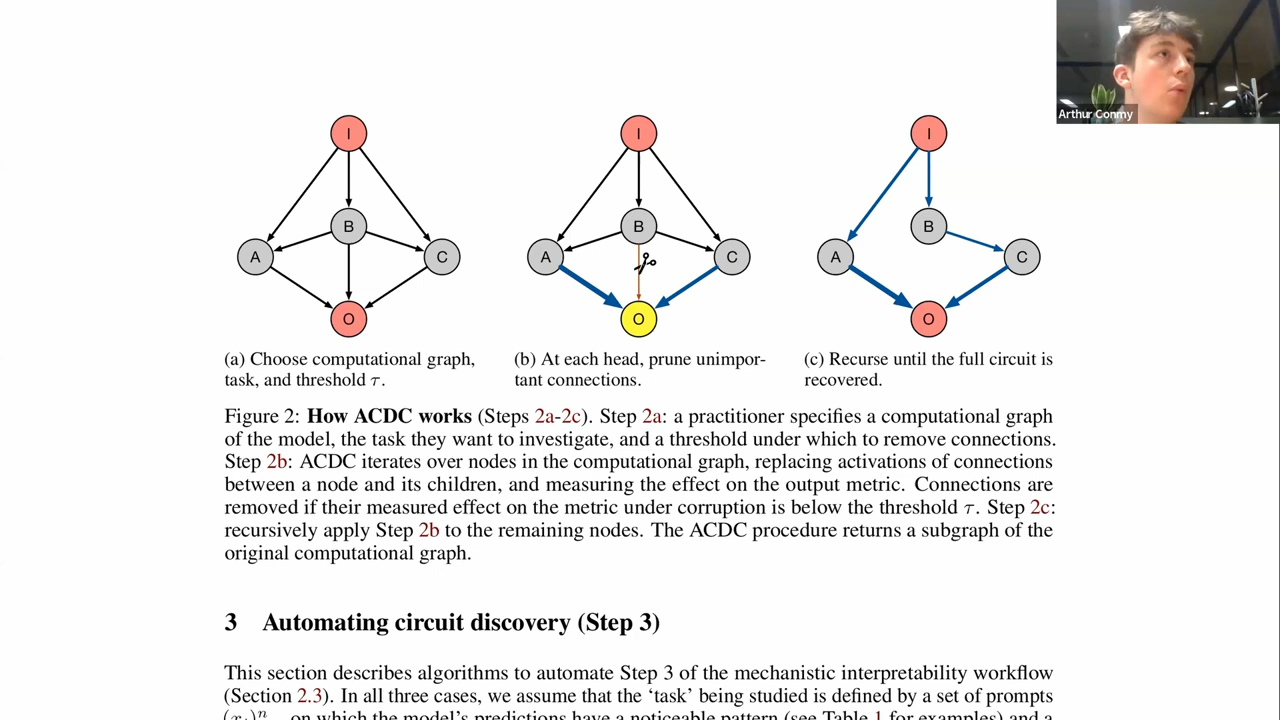 Arthur Conmy
I
B
A
C
O
I
B
A
C
O
I
B
A
C
O
(a) Choose computational graph,
task, and threshold τ.
(b) At each head, prune unimpor-
tant connections.
(c) Recurse until the full circuit is
recovered.
Figure 2: How ACDC works (Steps 2a-2c). Step 2a: a practitioner specifies a computational graph
of the model, the task they want to investigate, and a threshold under which to remove connections.
Step 2b: ACDC iterates over nodes in the computational graph, replacing activations of connections
between a node and its children, and measuring the effect on the output metric. Connections are
removed if their measured effect on the metric under corruption is below the threshold τ. Step 2c:
recursively apply Step 2b to the remaining nodes. The ACDC procedure returns a subgraph of the
original computational graph.
3 Automating circuit discovery (Step 3)
This section describes algorithms to automate Step 3 of the mechanistic interpretability workflow
(Section 2.3). In all three cases, we assume that the ‘task’ being studied is defined by a set of prompts
on which the model's predictions have a noticeable pattern (see Table 1 for examples) and a